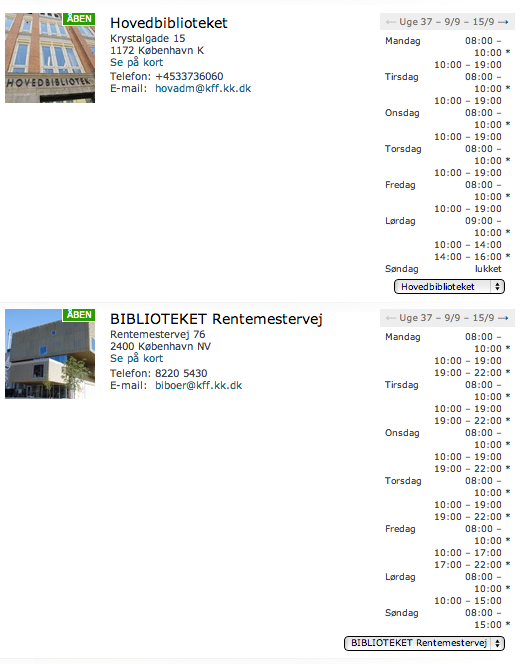 ÅBEN
HOVEDBIBLIOTEK
Hovedbiblioteket
Krystalgade 15
1172 København K
Se på kort
Telefon: +4533736060
E-mail: hovadm@kff.kk.dk
← Uge 37 – 9/9 – 15/9 →
Mandag 08:00 –
10:00 *
10:00 – 19:00
Tirsdag 08:00 –
10:00 *
10:00 – 19:00
Onsdag 08:00 –
10:00 *
10:00 – 19:00
Torsdag 08:00 –
10:00 *
10:00 – 19:00
Fredag 08:00 –
10:00 *
10:00 – 19:00
Lørdag 09:00 –
10:00 *
10:00 – 14:00
14:00 – 16:00 *
Søndag lukket
Hovedbiblioteket
ÅBEN
BIBLIOTEKET Rentemestervej
Rentemestervej 76
2400 København NV
Se på kort
Telefon: 8220 5430
E-mail: biboer@kff.kk.dk
← Uge 37 – 9/9 – 15/9 →
Mandag 08:00 –
10:00 *
10:00 – 19:00
19:00 – 22:00 *
Tirsdag 08:00 –
10:00 *
10:00 – 19:00
19:00 – 22:00 *
Onsdag 08:00 –
10:00 *
10:00 – 19:00
19:00 – 22:00 *
Torsdag 08:00 –
10:00 *
10:00 – 19:00
19:00 – 22:00 *
Fredag 08:00 –
10:00 *
10:00 – 17:00
17:00 – 22:00 *
Lørdag 08:00 –
10:00 *
10:00 – 15:00
Søndag 08:00 –
15:00 *
BIBLIOTEKET Rentemestervej